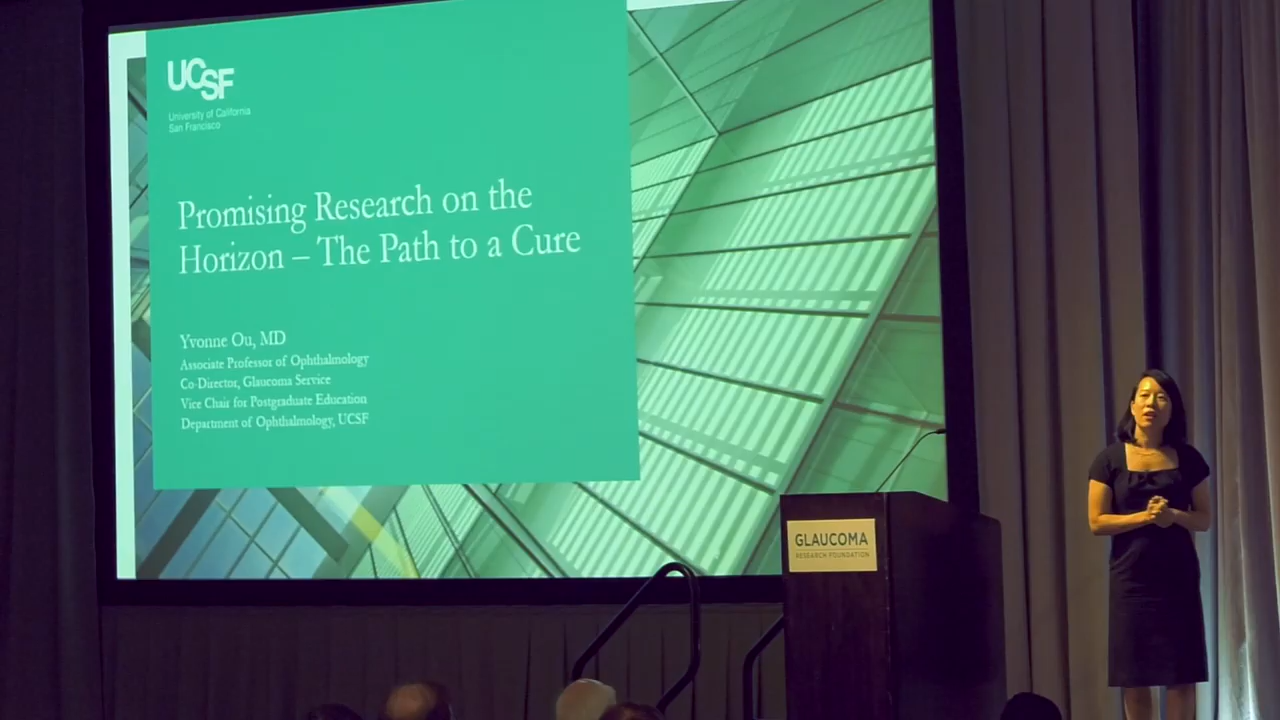 UCSF
University of California
San Francisco
Promising Research on the
Horizon – The Path to a Cure
Yvonne Ou, MD
Associate Professor of Ophthalmology
Co-Director, Glaucoma Service
Vice Chair for Postgraduate Education
Department of Ophthalmology, UCSF
GLAUCOMA
RESEARCH FOUNDATION